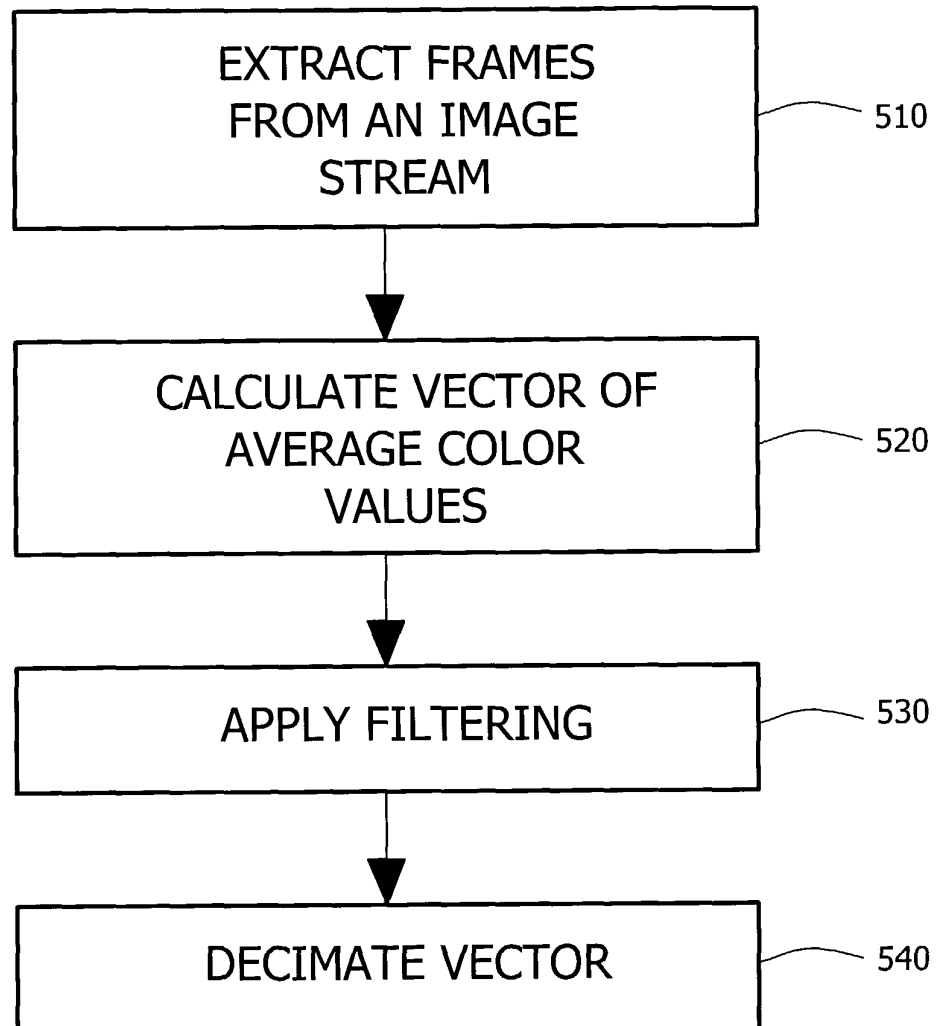 EXTRACT FRAMES
FROM AN IMAGE
STREAM
510
CALCULATE VECTOR OF
AVERAGE COLOR
VALUES
520
APPLY FILTERING
530
DECIMATE VECTOR
540